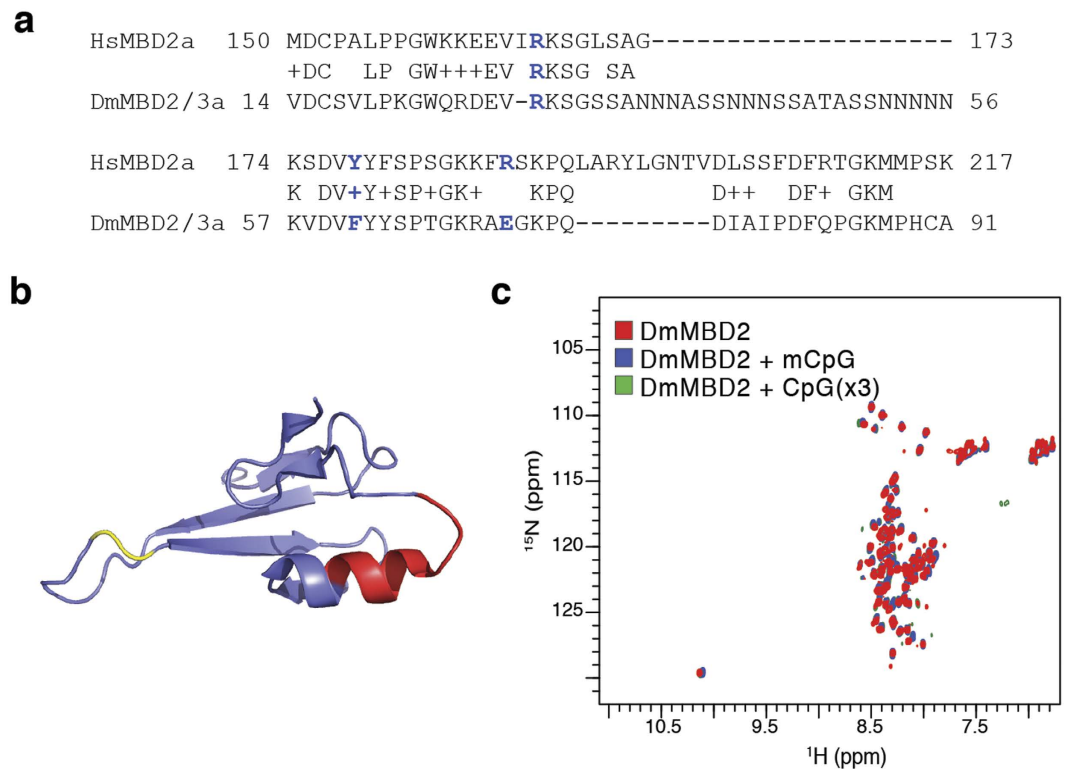 a
HsMBD2a 150 MDCPALPPGWKKEEVIRKSGLSAG---------------------- 173
+DC LP GW+++EV RKSG SA
DmMBD2/3a 14 VDCSVLPKGWQRDEV-RKSGSSANNNASSNNNSSATASSNNNNN 56
HsMBD2a 174 KSDVYYFSPSGKKFRSKPQLARYLGNTVDLSSFDFRTGKMMPSK 217
K DV+Y+SP+GK+ KPQ D++ DF+ GKM
DmMBD2/3a 57 KVDVFYYSPTGKRAEGKPQ----------DIAIPDFQPGKMPHCA 91
b
c
DmMBD2
DmMBD2 + mCpG
DmMBD2 + CpG(x3)
105
110
115
120
125
15N (ppm)
10.5 9.5 8.5 7.5
1H (ppm)